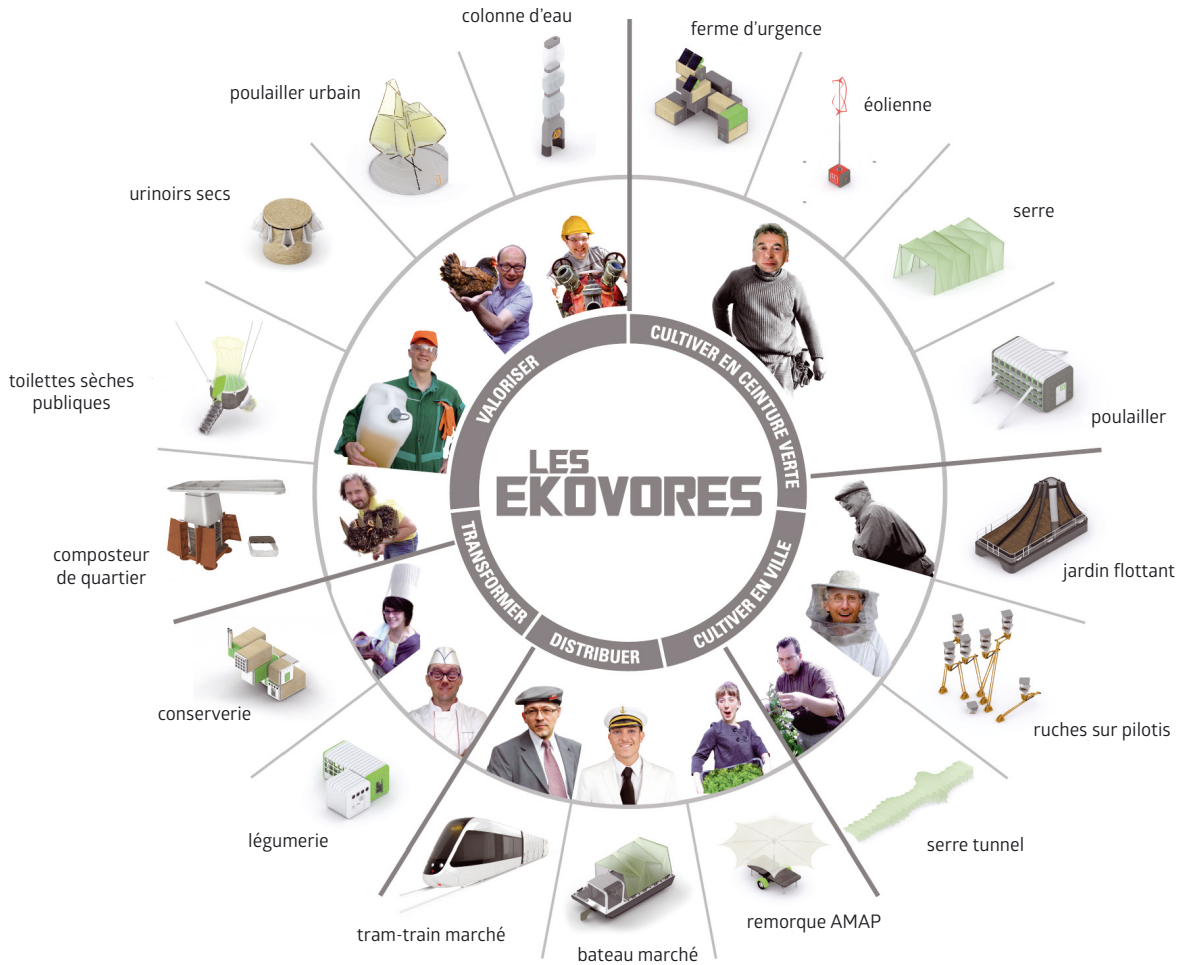 colonne d'eau
ferme d'urgence
poulailler urbain
éolienne
urinoirs secs
serre
toilettes sèches
publiques
poulailler
composteur
de quartier
jardin flottant
conserverie
ruches sur pilotis
légumerie
serre tunnel
tram-train marché
bateau marché
remorque AMAP
VALORISER
CULTIVER EN CEINTURE VERTE
CULTIVER EN VILLE
DISTRIBUER
TRANSFORMER
LES
EKOVORES